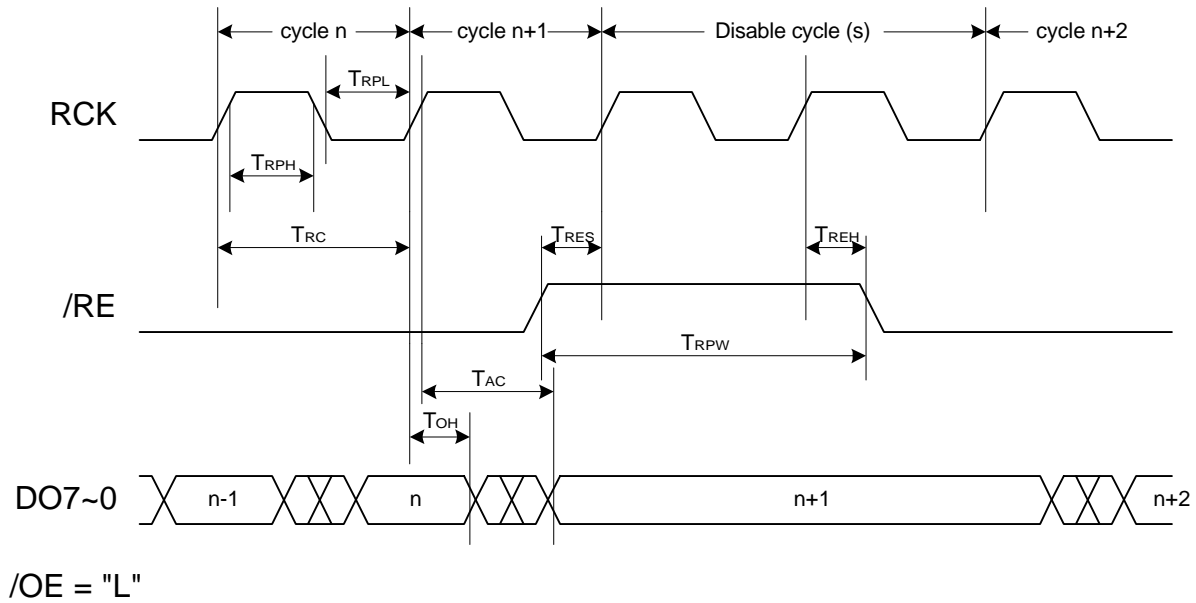 cycle n cycle n+1 Disable cycle (s) cycle n+2
TRPL
RCK
TRPH
TRC TRES TREH
/RE
TRPW
TAC
TOH
DO7~0 n-1 n n+1 n+2
/OE = "L"